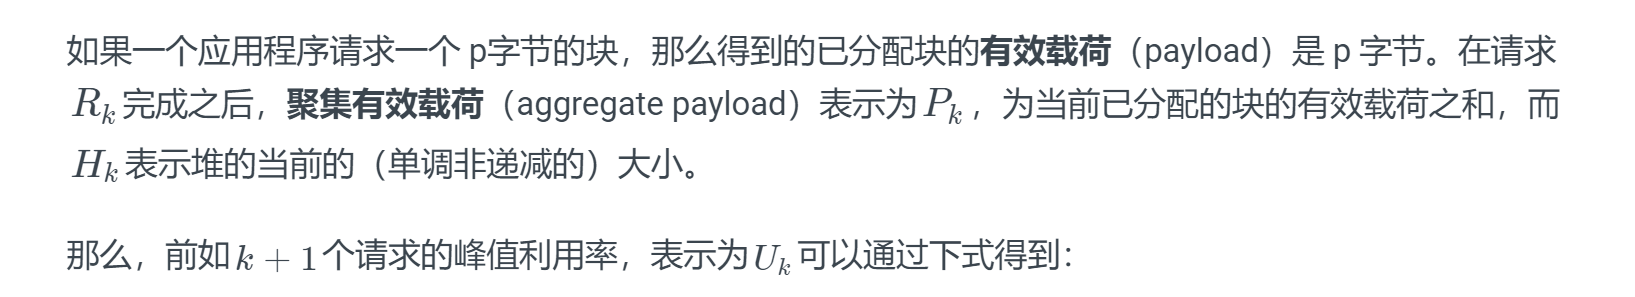 如果一个应用程序请求一个 p字节的块，那么得到的已分配块的有效载荷（payload）是 p 字节。在请求
R_k 完成之后，聚集有效载荷（aggregate payload）表示为 P_k ，为当前已分配的块的有效载荷之和，而
H_k 表示堆的当前的（单调非递减的）大小。
那么，前如 k + 1 个请求的峰值利用率，表示为 U_k 可以通过下式得到：